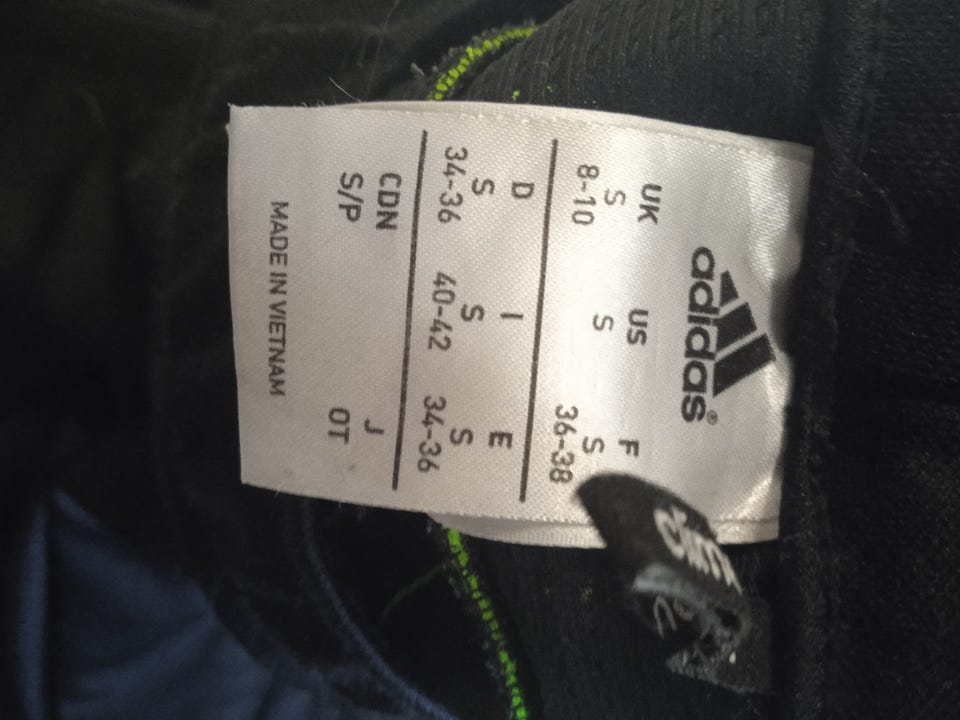 adidas®
UK US F
S S S
8-10 36-38
D I E
S S S
34-36 40-42 34-36
CDN J
S/P OT
MADE IN VIETNAM